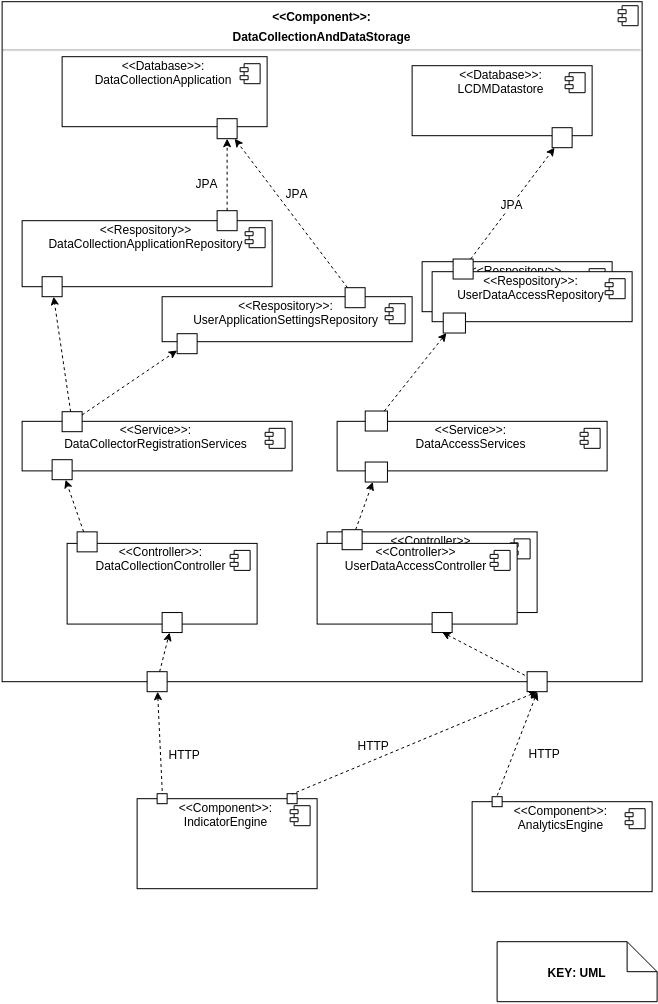 <<Component>>:
DataCollectionAndDataStorage
<<Database>>:
DataCollectionApplication
<<Database>>:
LCDMDatastore
JPA
JPA
JPA
<<Respository>>
DataCollectionApplicationRepository
<<Respository>>:
<<Respository>>:
UserDataAccessRepository
<<Respository>>:
UserApplicationSettingsRepository
<<Service>>:
DataCollectorRegistrationServices
<<Service>>:
DataAccessServices
<<Controller>>:
DataCollectionController
<<Controller>>
<<Controller>>
UserDataAccessController
HTTP
HTTP
HTTP
<<Component>>:
IndicatorEngine
<<Component>>:
AnalyticsEngine
KEY: UML